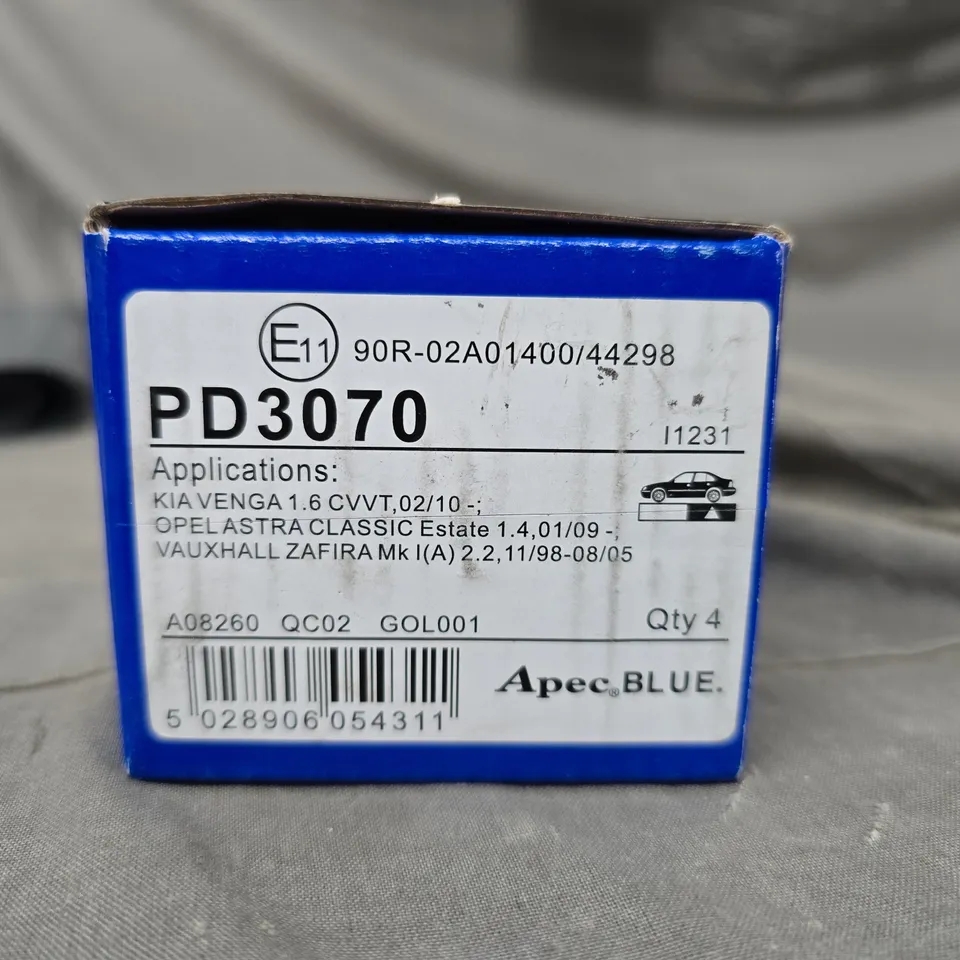 E11 90R-02A01400/44298
PD3070
I1231
Applications:
KIA VENGA 1.6 CVVT,02/10 -;
OPEL ASTRA CLASSIC Estate 1.4,01/09 -;
VAUXHALL ZAFIRA Mk I(A) 2.2,11/98-08/05
A08260 QC02 GOL001
Qty 4
Apec® BLUE.
5 028906 054311